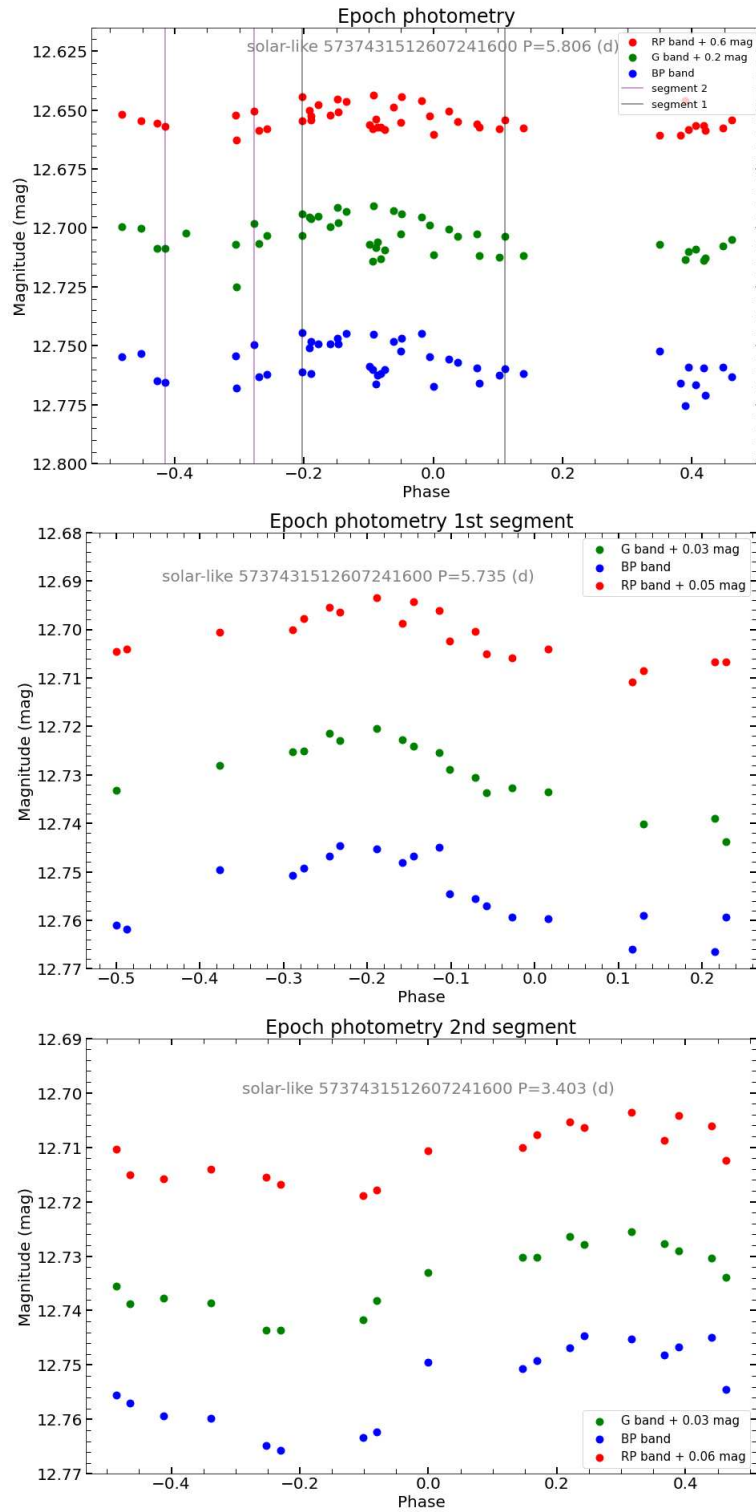 Epoch photometry
solar-like 5737431512607241600 P=5.806 (d)
RP band + 0.6 mag
G band + 0.2 mag
BP band
segment 2
segment 1
12.625
12.650
12.675
12.700
12.725
12.750
12.775
12.800
Magnitude (mag)
−0.4 −0.2 0.0 0.2 0.4
Phase
Epoch photometry 1st segment
solar-like 5737431512607241600 P=5.735 (d)
G band + 0.03 mag
BP band
RP band + 0.05 mag
12.68
12.69
12.70
12.71
12.72
12.73
12.74
12.75
12.76
12.77
Magnitude (mag)
−0.5 −0.4 −0.3 −0.2 −0.1 0.0 0.1 0.2
Phase
Epoch photometry 2nd segment
solar-like 5737431512607241600 P=3.403 (d)
12.69
12.70
12.71
12.72
12.73
12.74
12.75
12.76
12.77
Magnitude (mag)
G band + 0.03 mag
BP band
RP band + 0.06 mag
−0.4 −0.2 0.0 0.2 0.4
Phase